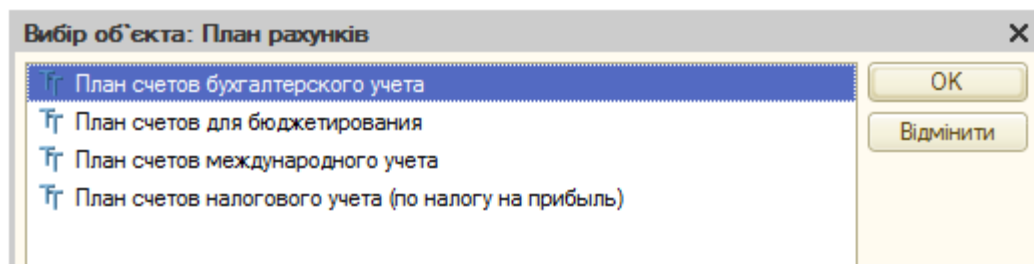 Вибір об`єкта: План рахунків
План счетов бухгалтерского учета
OK
План счетов для бюджетирования
Відмінити
План счетов международного учета
План счетов налогового учета (по налогу на прибыль)